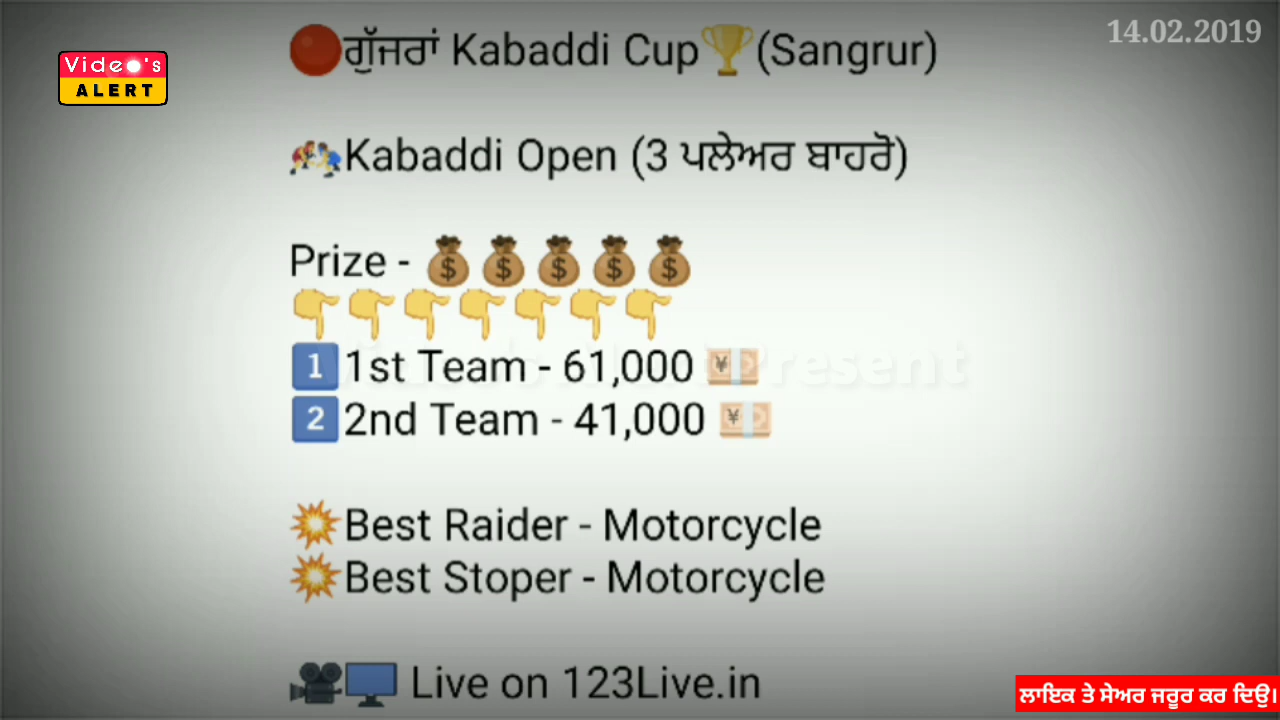 14.02.2019
Video's
ALERT
🔴ਗੁੱਜਰਾਂ Kabaddi Cup🏆(Sangrur)
🤼Kabaddi Open (3 ਪਲੇਅਰ ਬਾਹਰੋ)
Prize - 💰💰💰💰💰
👇👇👇👇👇👇👇
1️⃣1st Team - 61,000 💴
2️⃣2nd Team - 41,000 💴
💥Best Raider - Motorcycle
💥Best Stoper - Motorcycle
🎥🖥 Live on 123Live.in
ਲਾਇਕ ਤੇ ਸੇਅਰ ਜਰੂਰ ਕਰ ਦਿਉ।